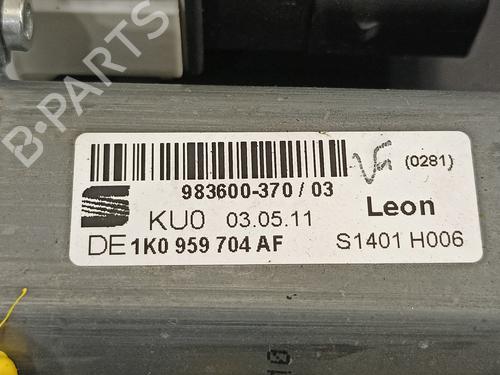 B-PARTS
983600-370 / 03
(0281)
KU0 03.05.11
Leon
DE 1K0 959 704 AF
S1401 H006